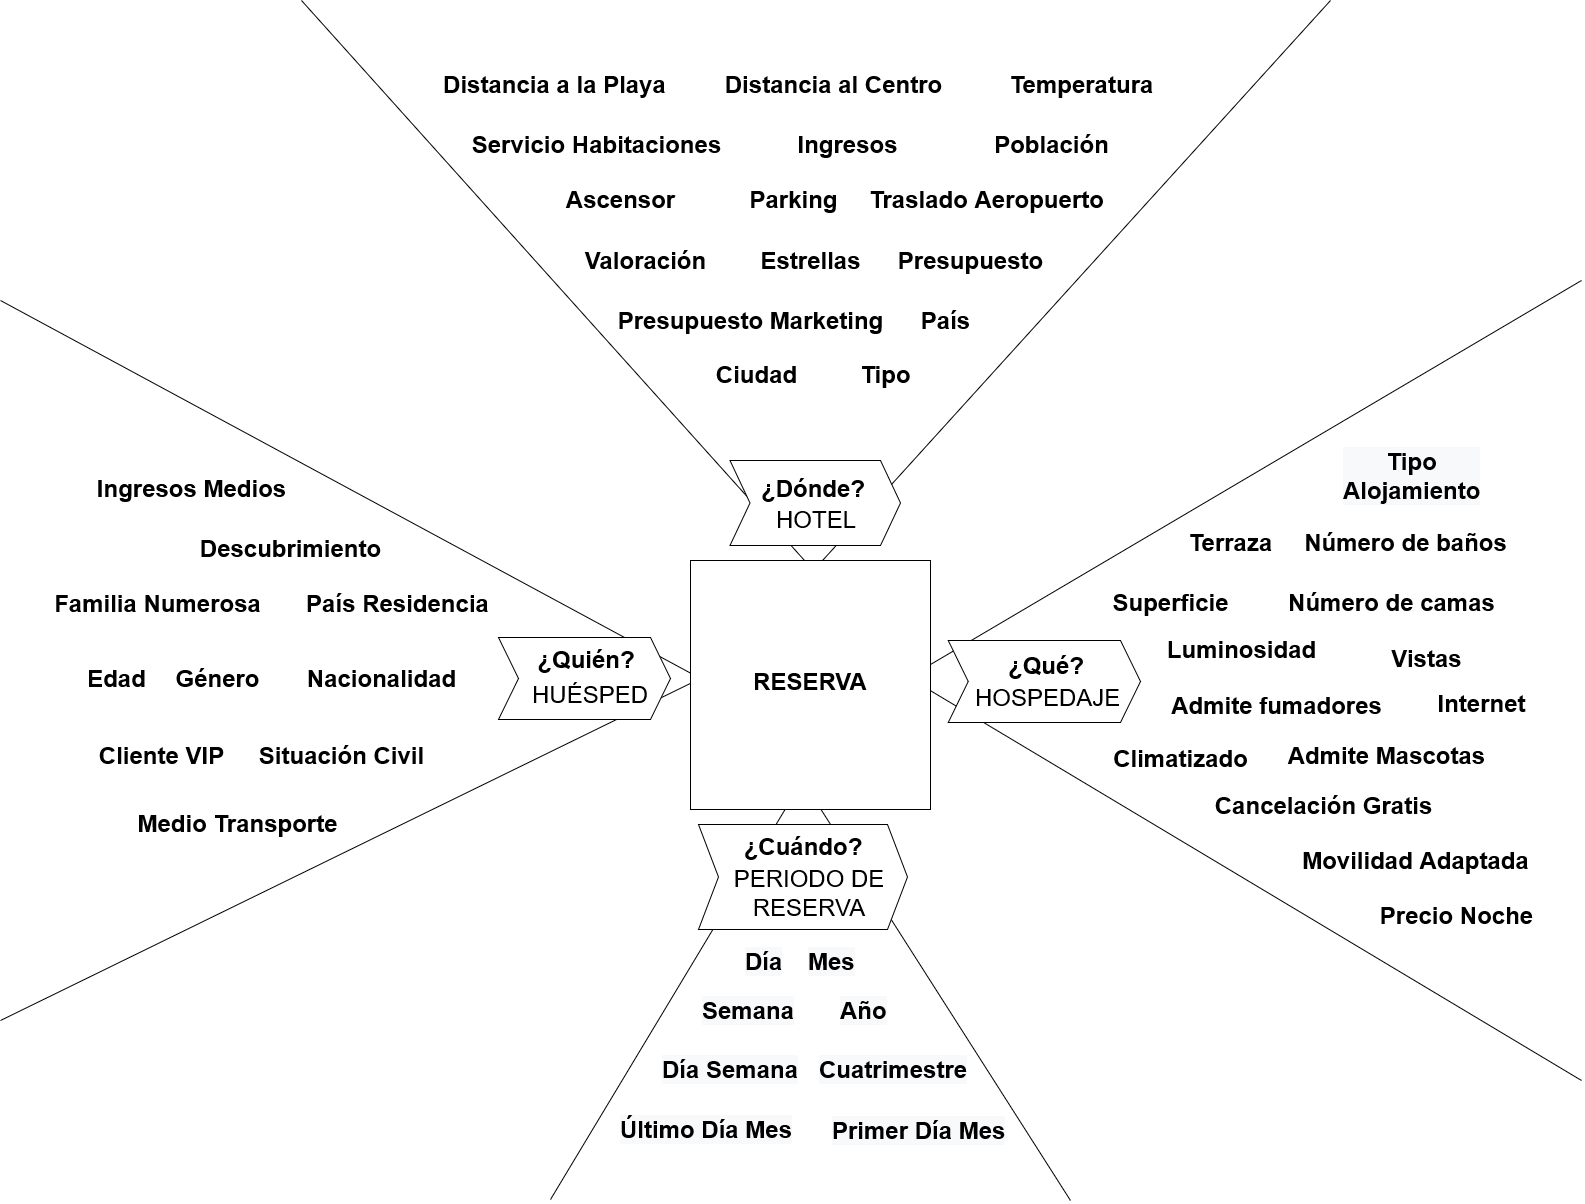 Distancia a la Playa Distancia al Centro Temperatura
Servicio Habitaciones Ingresos Población
Ascensor Parking Traslado Aeropuerto
Valoración Estrellas Presupuesto
Presupuesto Marketing País
Ciudad Tipo
¿Dónde?
HOTEL
Ingresos Medios
Descubrimiento
Familia Numerosa País Residencia
Edad Género Nacionalidad
Cliente VIP Situación Civil
Medio Transporte
¿Quién?
HUÉSPED
RESERVA
¿Qué?
HOSPEDAJE
Tipo
Alojamiento
Terraza Número de baños
Superficie Número de camas
Luminosidad Vistas
Admite fumadores Internet
Climatizado Admite Mascotas
Cancelación Gratis
Movilidad Adaptada
Precio Noche
¿Cuándo?
PERIODO DE
RESERVA
Día Mes
Semana Año
Día Semana Cuatrimestre
Último Día Mes Primer Día Mes